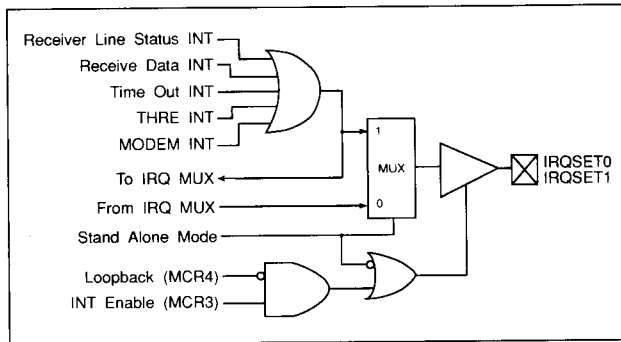 Receiver Line Status INT
Receive Data INT
Time Out INT
THRE INT
MODEM INT
To IRQ MUX
From IRQ MUX
Stand Alone Mode
Loopback (MCR4)
INT Enable (MCR3)
1
MUX
0
IRQSET0
IRQSET1